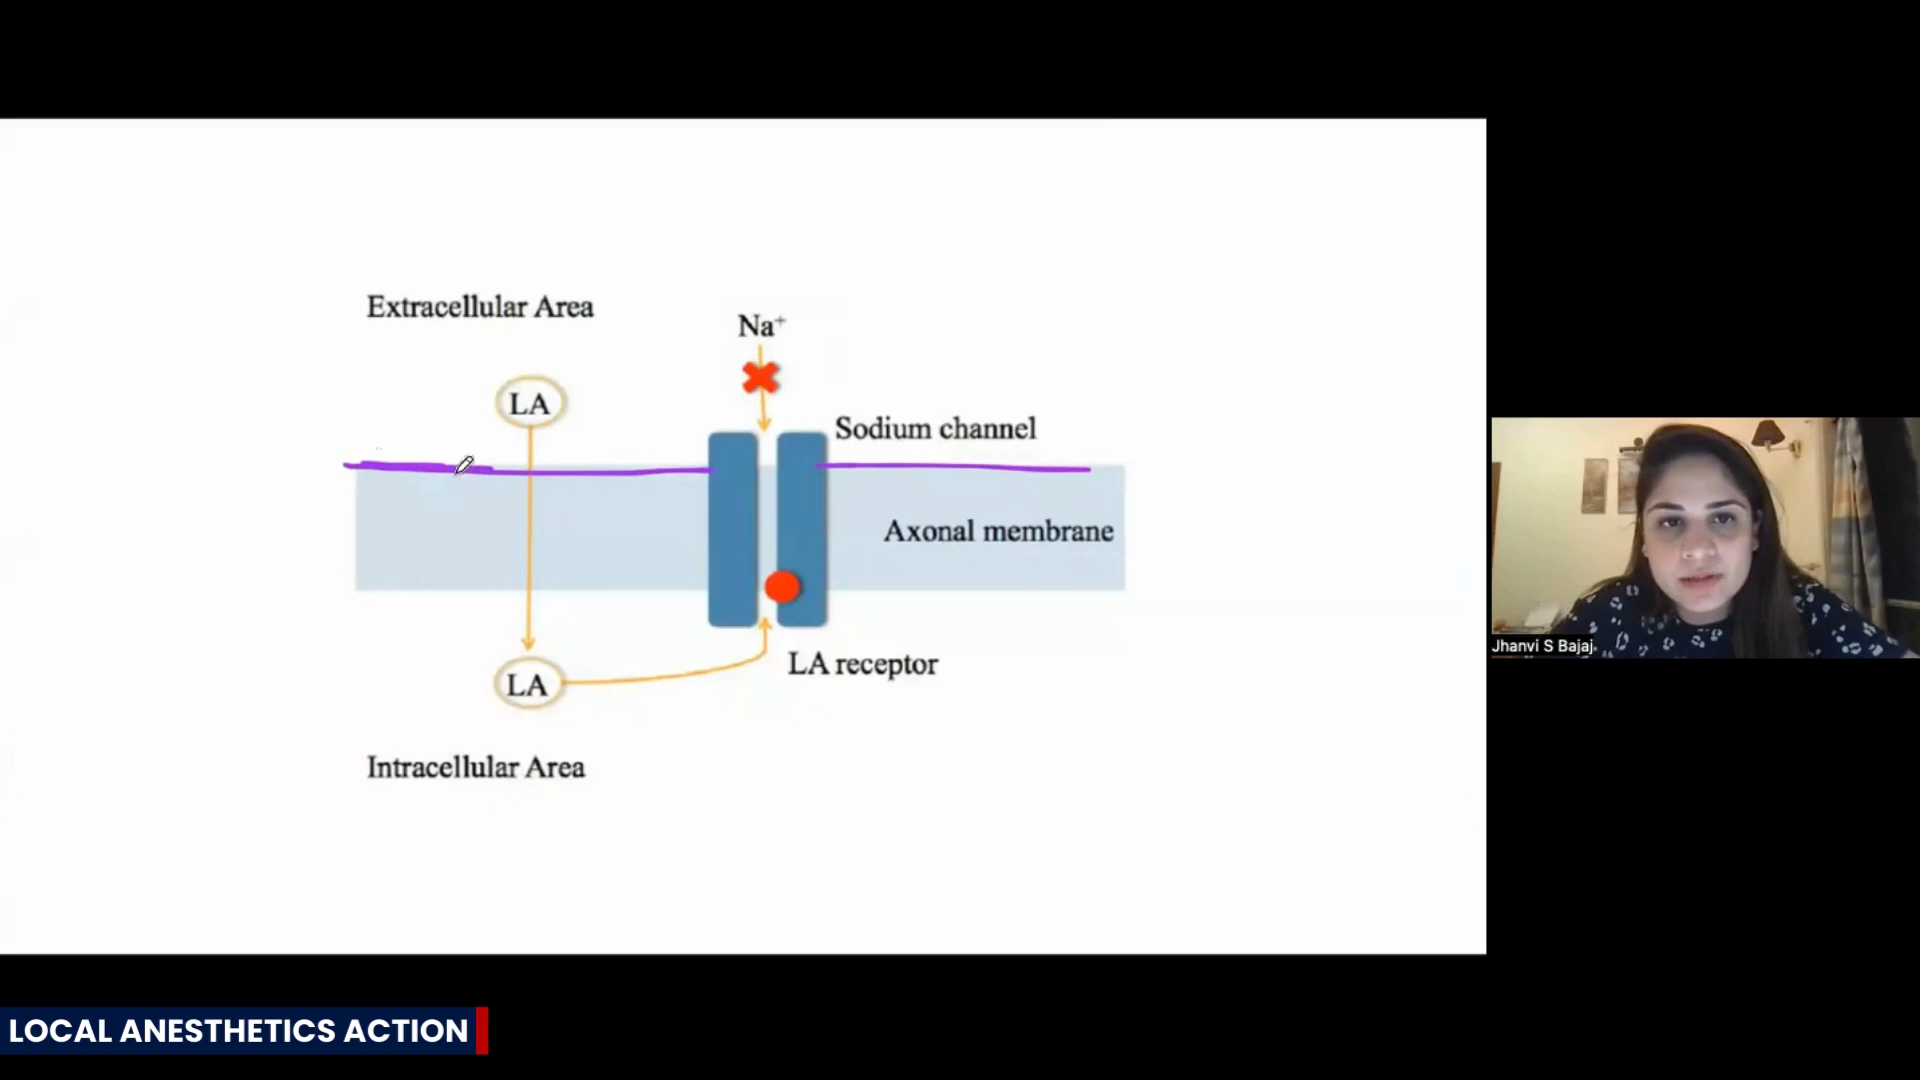 Extracellular Area
Na⁺
LA
Sodium channel
Axonal membrane
LA
LA receptor
Intracellular Area
Jhanvi S Bajaj
LOCAL ANESTHETICS ACTION